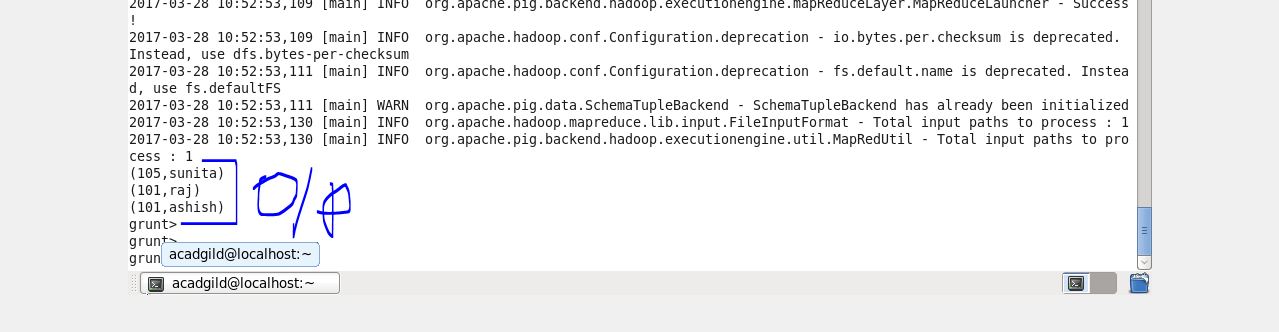 2017-03-28 10:52:53,109 [main] INFO  org.apache.pig.backend.hadoop.executionengine.mapReduceLayer.MapReduceLauncher - Success
!
2017-03-28 10:52:53,109 [main] INFO  org.apache.hadoop.conf.Configuration.deprecation - io.bytes.per.checksum is deprecated.
Instead, use dfs.bytes-per-checksum
2017-03-28 10:52:53,111 [main] INFO  org.apache.hadoop.conf.Configuration.deprecation - fs.default.name is deprecated. Instea
d, use fs.defaultFS
2017-03-28 10:52:53,111 [main] WARN  org.apache.pig.data.SchemaTupleBackend - SchemaTupleBackend has already been initialized
2017-03-28 10:52:53,130 [main] INFO  org.apache.hadoop.mapreduce.lib.input.FileInputFormat - Total input paths to process : 1
2017-03-28 10:52:53,130 [main] INFO  org.apache.pig.backend.hadoop.executionengine.util.MapRedUtil - Total input paths to pro
cess : 1
(105,sunita)
(101,raj)
(101,ashish)
O/p
grunt>
grunt>
grun
acadgild@localhost:~
acadgild@localhost:~